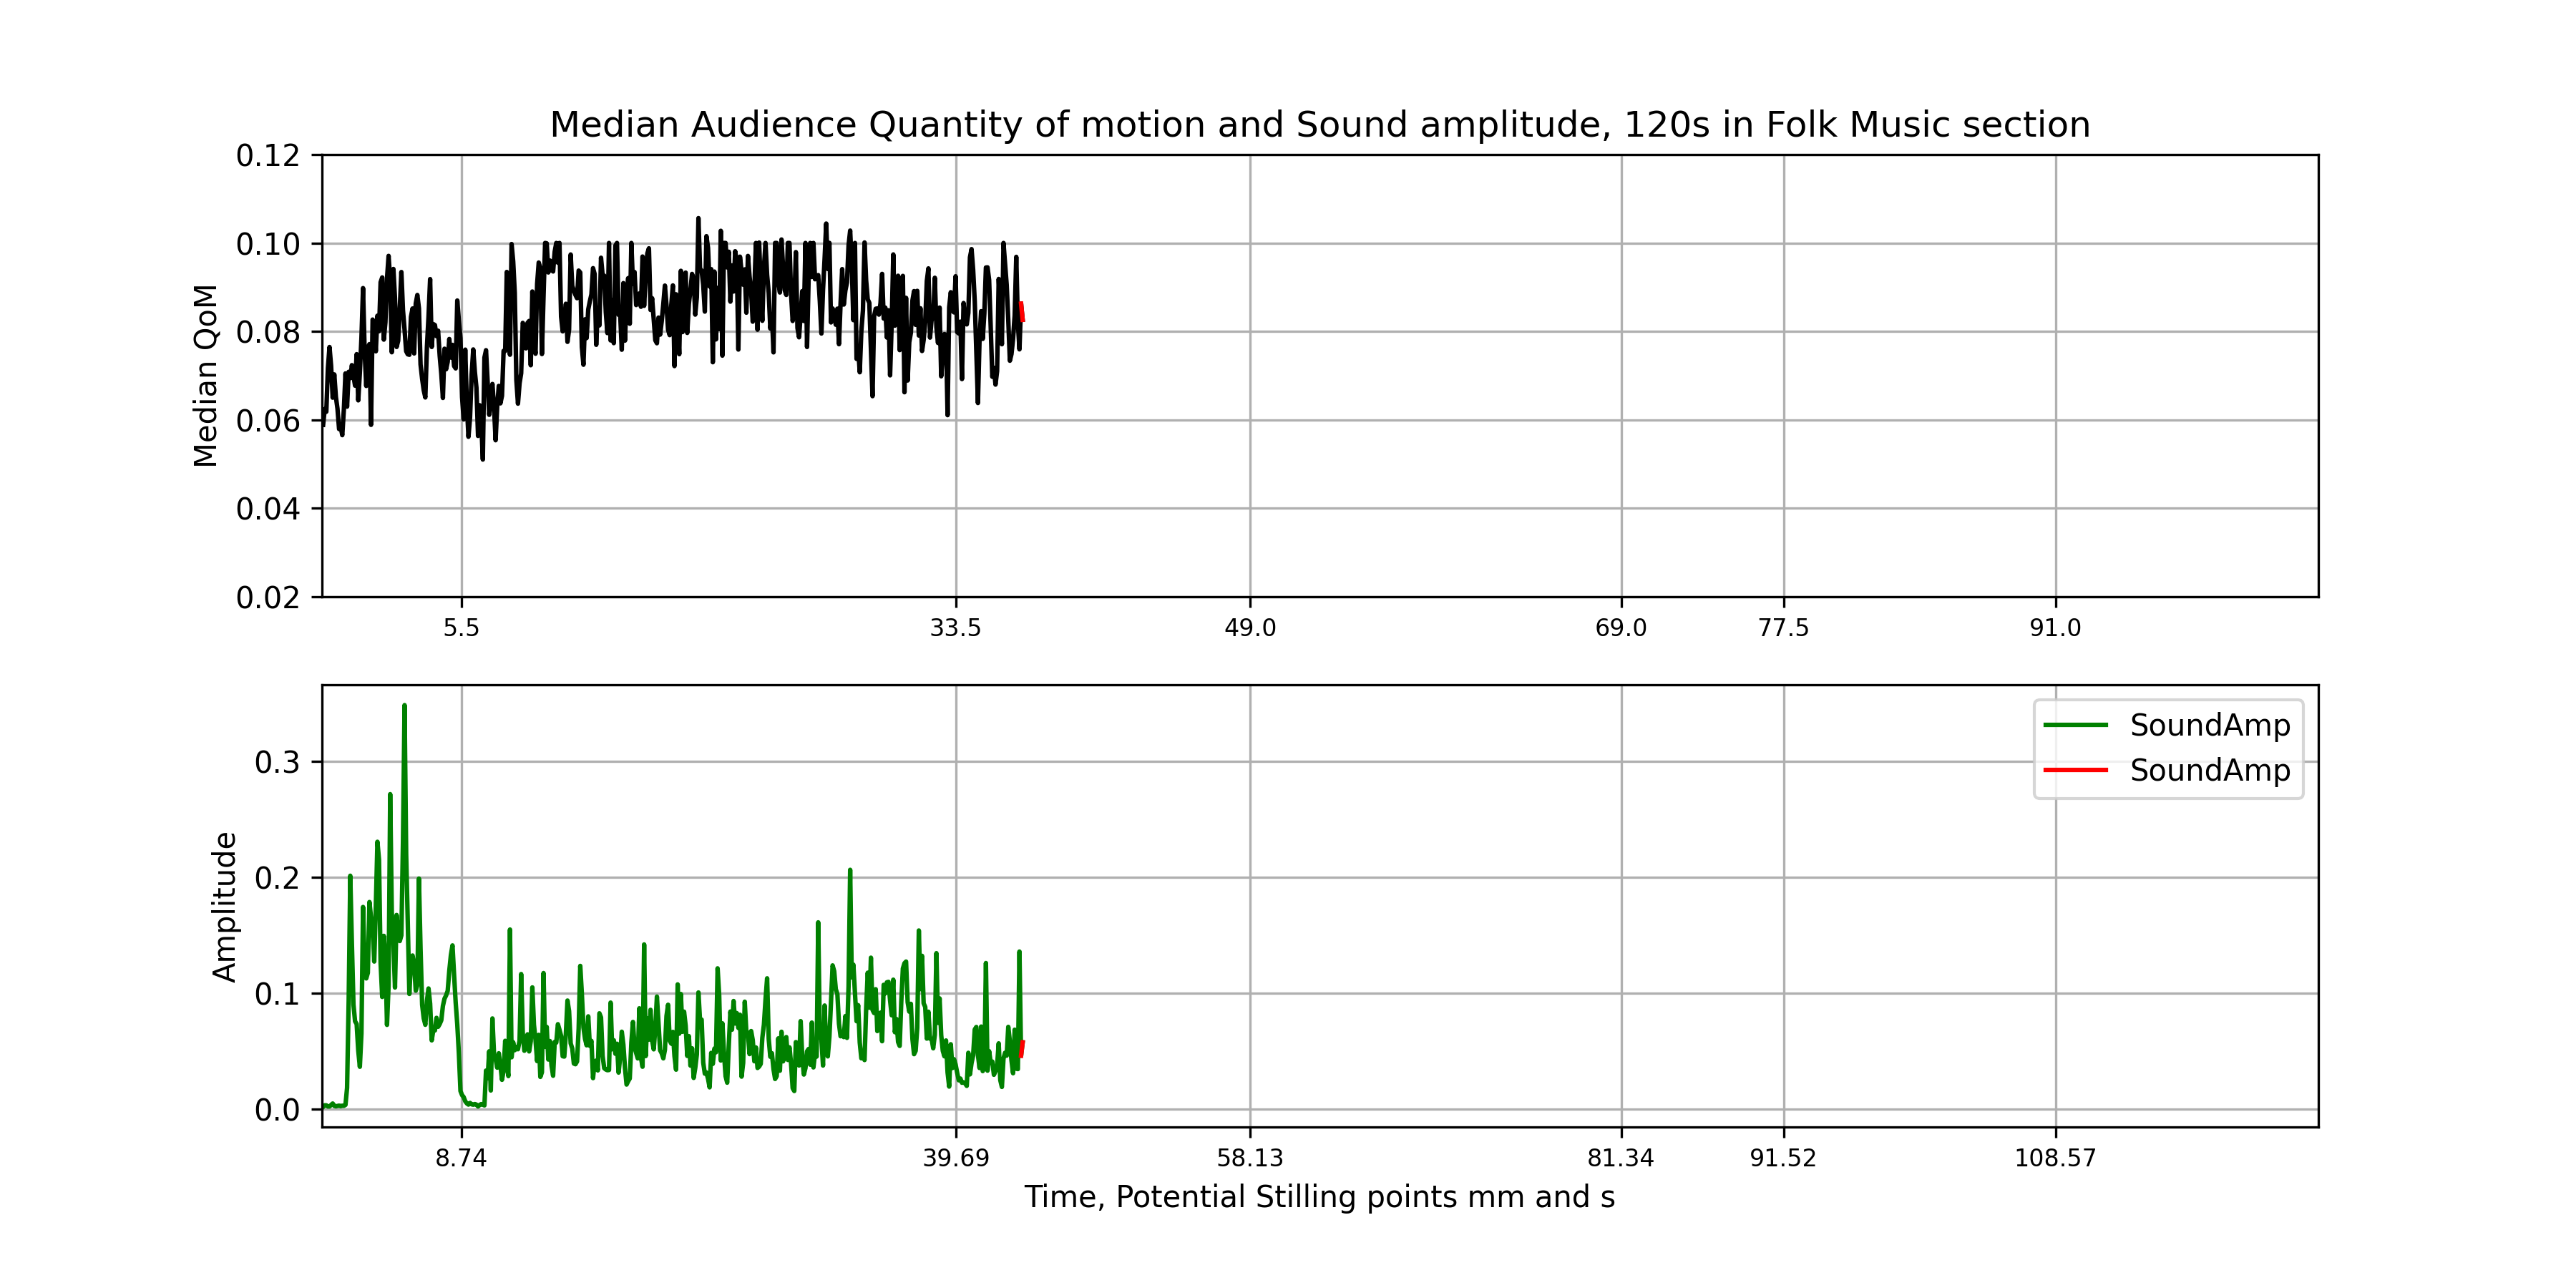 Median Audience Quantity of motion and Sound amplitude, 120s in Folk Music section
0.12
0.10
0.08
0.06
0.04
0.02
Median QoM
5.5 33.5 49.0 69.0 77.5 91.0
SoundAmp
SoundAmp
0.3
0.2
0.1
0.0
Amplitude
8.74 39.69 58.13 81.34 91.52 108.57
Time, Potential Stilling points mm and s